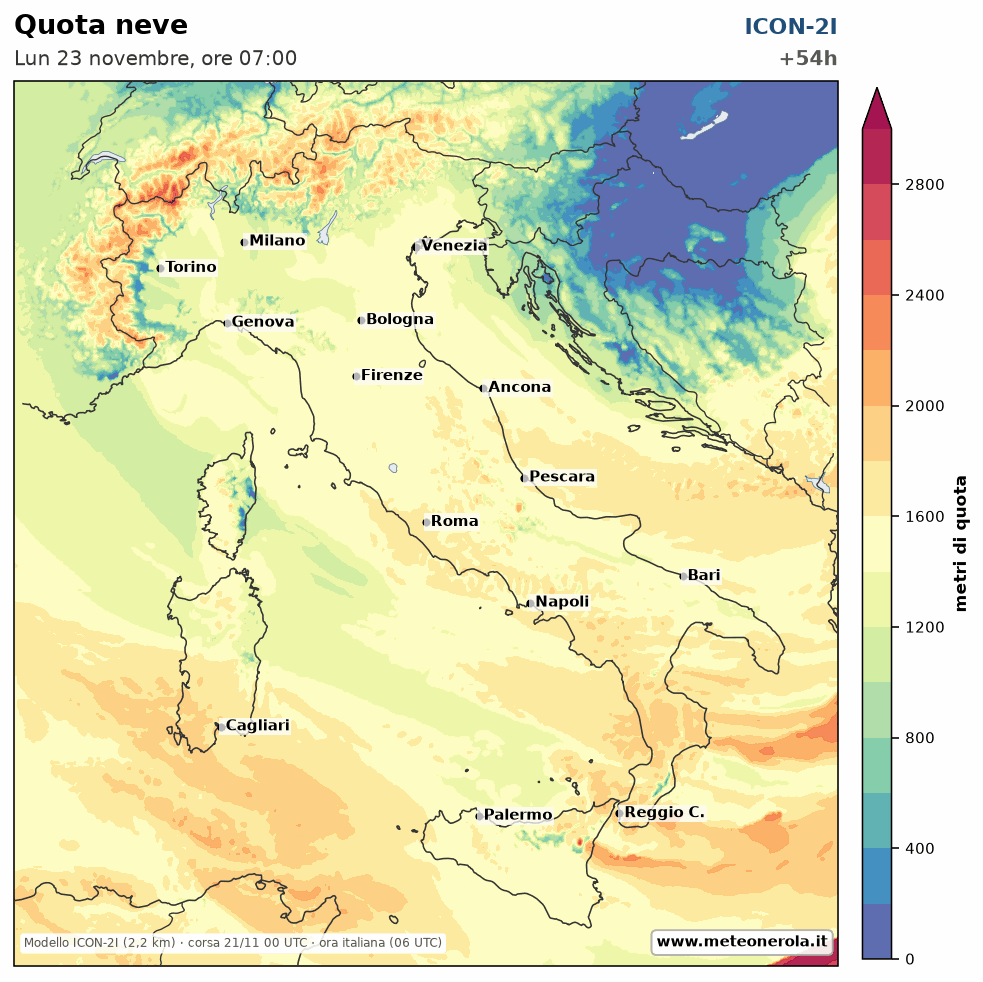 Quota neve
ICON-2I
Lun 23 novembre, ore 07:00
+54h
Milano
Venezia
Torino
Genova
Bologna
Firenze
Ancona
Pescara
Roma
Bari
Napoli
Cagliari
Palermo
Reggio C.
2800
2400
2000
1600
1200
800
400
0
metri di quota
Modello ICON-2I (2,2 km) · corsa 21/11 00 UTC · ora italiana (06 UTC)
www.meteonerola.it